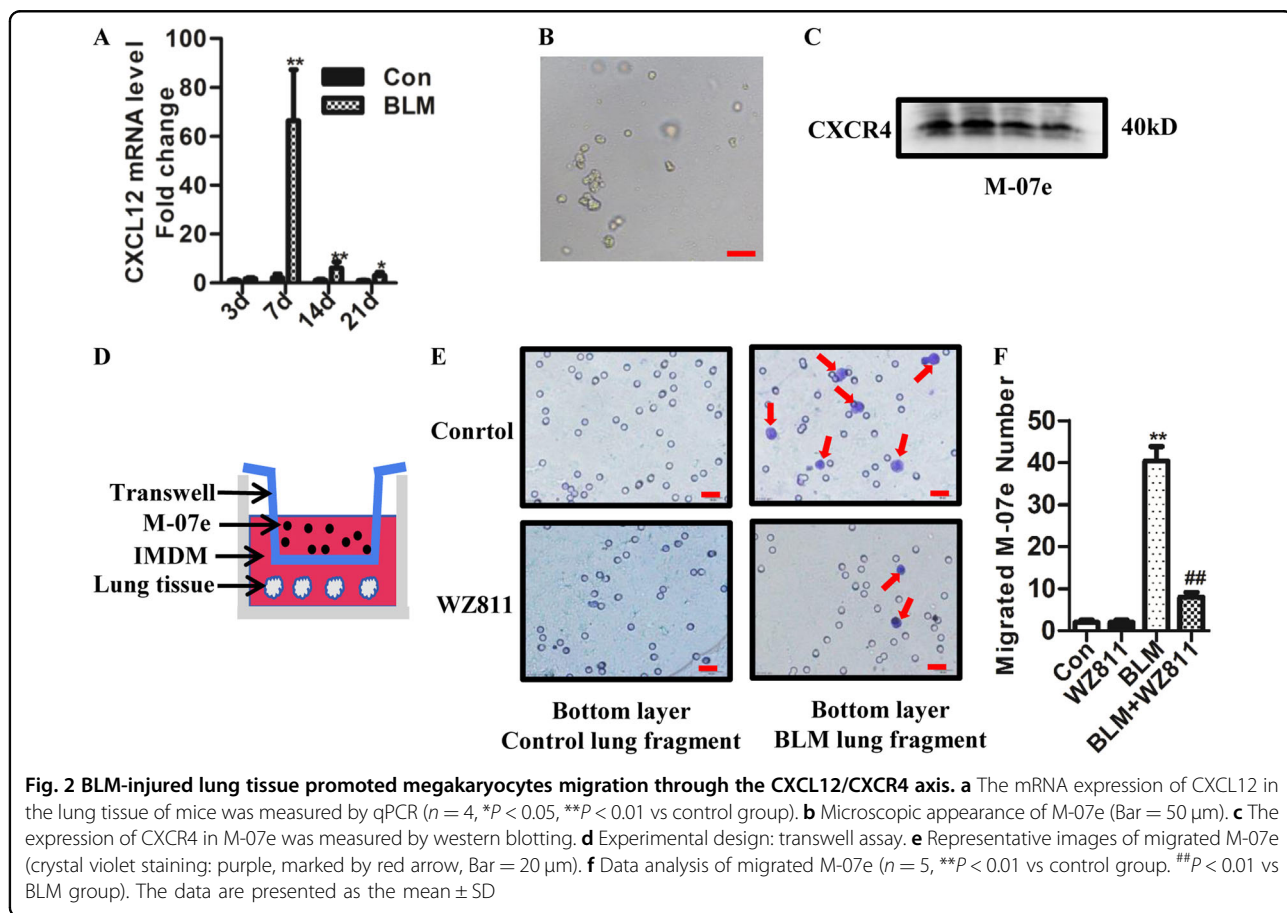 A
CXCL12 mRNA level
Fold change
100
80
60
40
20
0
**
**
*
Con
BLM
3d
7d
14d
21d
B
C
CXCR4
40kD
M-07e
D
Transwell
M-07e
IMDM
Lung tissue
E
Conrtol
WZ811
Bottom layer
Control lung fragment
Bottom layer
BLM lung fragment
F
Migrated M-07e Number
50
40
30
20
10
0
**
##
Con
WZ811
BLM
BLM+WZ811
Fig. 2 BLM-injured lung tissue promoted megakaryocytes migration through the CXCL12/CXCR4 axis. a The mRNA expression of CXCL12 in
the lung tissue of mice was measured by qPCR (n = 4, *P < 0.05, **P < 0.01 vs control group). b Microscopic appearance of M-07e (Bar = 50 μm). c The
expression of CXCR4 in M-07e was measured by western blotting. d Experimental design: transwell assay. e Representative images of migrated M-07e
(crystal violet staining: purple, marked by red arrow, Bar = 20 μm). f Data analysis of migrated M-07e (n = 5, **P < 0.01 vs control group. ##P < 0.01 vs
BLM group). The data are presented as the mean ± SD